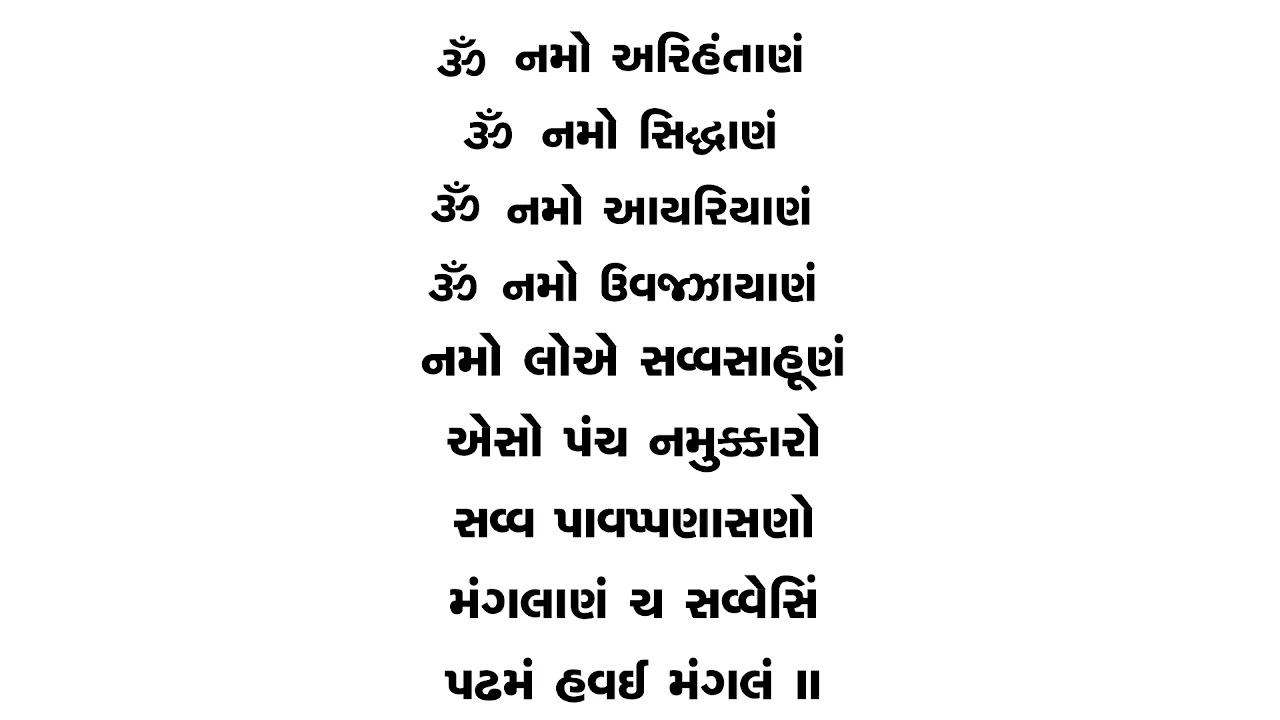 ૐ નમો અરિહંતાણં
ૐ નમો સિદ્ધાણં
ૐ નમો આયરિયાણં
ૐ નમો ઉવજ્ઝાયાણં
નમો લોએ સવ્વસાહૂણં
એસો પંચ નમુક્કારો
સવ્વ પાવપ્પણાસણો
મંગલાણં ચ સવ્વેસિં
પઢમં હવઈ મંગલં ॥